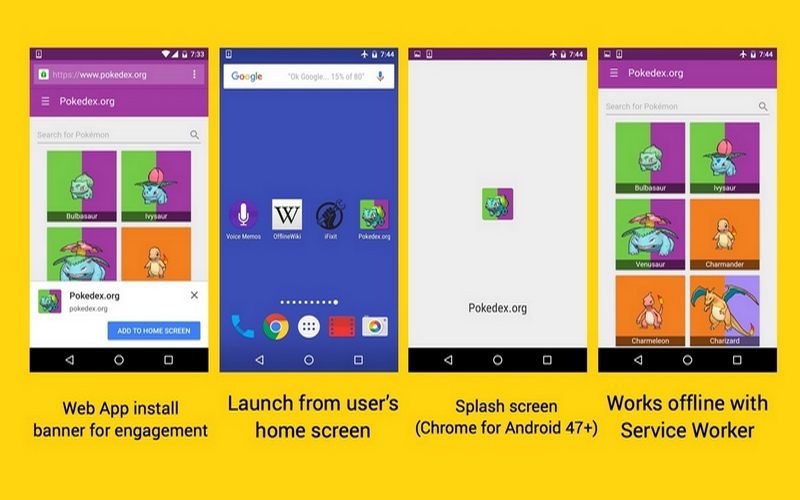 7:33
https://www.pokedex.org
Pokedex.org
Search for Pokémon
Bulbasaur
Ivysaur
Pokedex.org
pokedex.org
ADD TO HOME SCREEN
Web App install
banner for engagement
7:44
Google
"Ok Google... 15% of 80"
Voice Memos
OfflineWiki
iFixit
Pokedex.org
Launch from user's
home screen
7:44
Pokedex.org
Splash screen
(Chrome for Android 47+)
7:44
Pokedex.org
Search for Pokémon
Bulbasaur
Ivysaur
Venusaur
Charmander
Charmeleon
Charizard
Works offline with
Service Worker